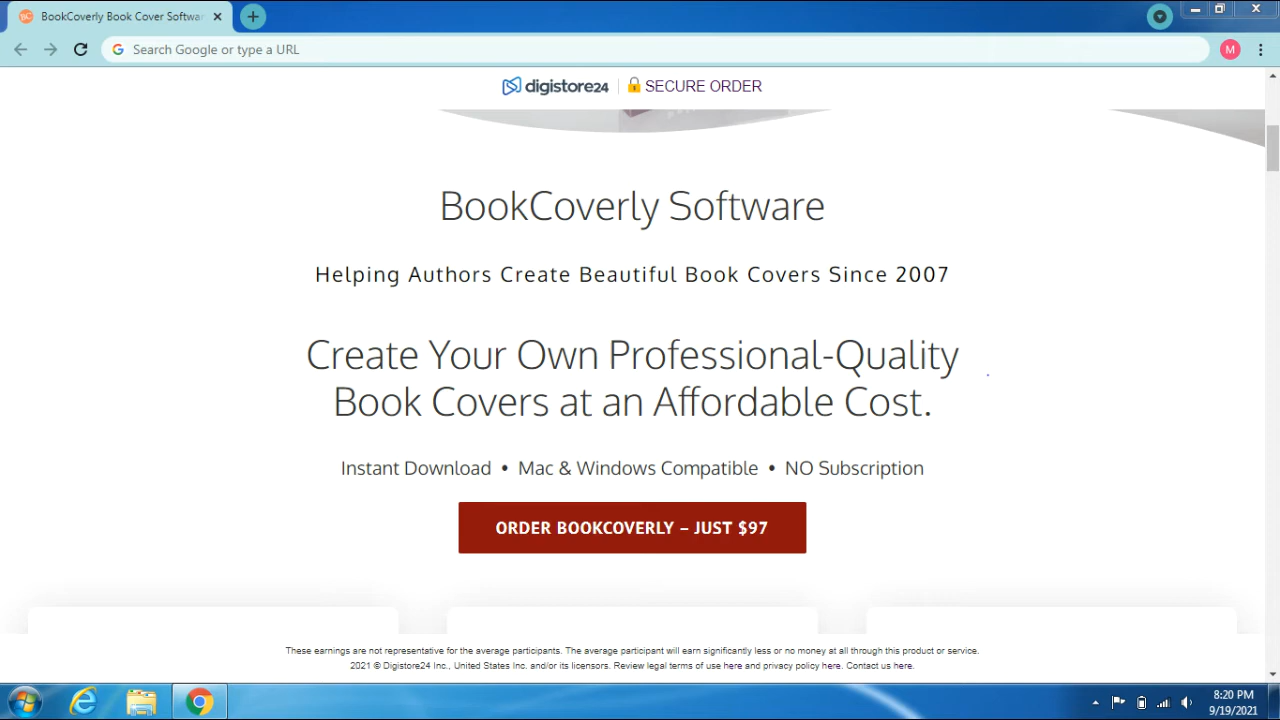 BookCoverly Book Cover Softwar
Search Google or type a URL
M
digistore24
SECURE ORDER
BookCoverly Software
Helping Authors Create Beautiful Book Covers Since 2007
Create Your Own Professional-Quality
Book Covers at an Affordable Cost.
Instant Download • Mac & Windows Compatible • NO Subscription
ORDER BOOKCOVERLY – JUST $97
These earnings are not representative for the average participants. The average participant will earn significantly less or no money at all through this product or service.
2021 © Digistore24 Inc., United States Inc. and/or its licensors. Review legal terms of use here and privacy policy here. Contact us here.
8:20 PM
9/19/2021